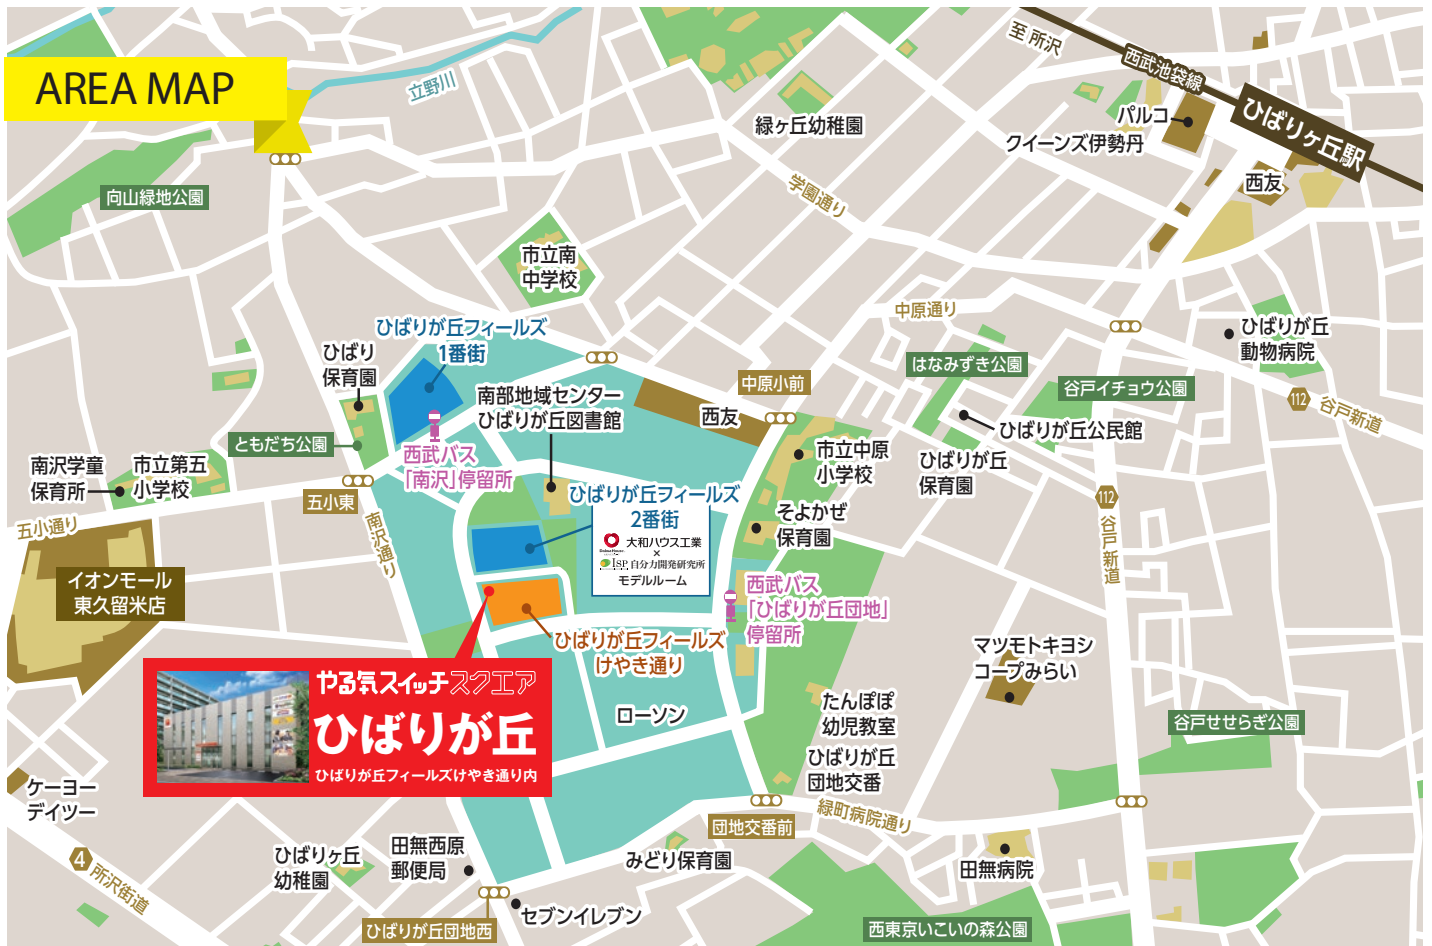 AREA MAP
立野川
至 所沢
西武池袋線
ひばりヶ丘駅
パルコ
クイーンズ伊勢丹
西友
緑ヶ丘幼稚園
学園通り
向山緑地公園
市立南
中学校
中原通り
ひばりが丘
動物病院
ひばりが丘フィールズ
1番街
ひばり
保育園
はなみずき公園
谷戸イチョウ公園
112
谷戸新道
中原小前
南部地域センター
ひばりが丘図書館
西友
ひばりが丘公民館
ともだち公園
西武バス
「南沢」停留所
市立中原
小学校
ひばりが丘
保育園
南沢学童
保育所
市立第五
小学校
五小東
五小通り
南沢通り
ひばりが丘フィールズ
2番街
Daiwa House
大和ハウス工業
×
ISP 自分力開発研究所
モデルルーム
そよかぜ
保育園
112
谷戸新道
イオンモール
東久留米店
西武バス
「ひばりが丘団地」
停留所
ひばりが丘フィールズ
けやき通り
マツモトキヨシ
コープみらい
やる気スイッチスクエア
ひばりが丘
ひばりが丘フィールズけやき通り内
ローソン
たんぽぽ
幼児教室
ひばりが丘
団地交番
谷戸せせらぎ公園
ケーヨー
デイツー
団地交番前
緑町病院通り
4
所沢街道
ひばりヶ丘
幼稚園
田無西原
郵便局
みどり保育園
田無病院
セブンイレブン
ひばりが丘団地西
西東京いこいの森公園